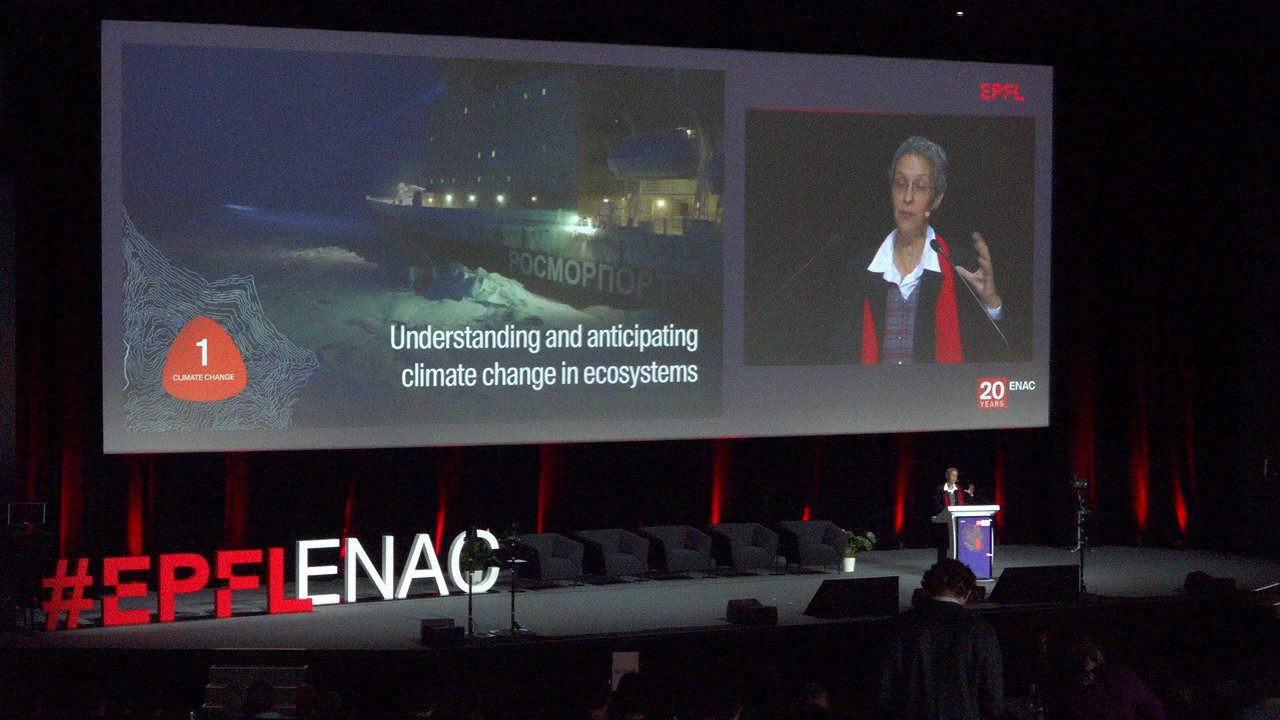 EPFL
РОСМОРПОРТ
Understanding and anticipating
climate change in ecosystems
1
CLIMATE CHANGE
20
YEARS
ENAC
#EPFLENAC